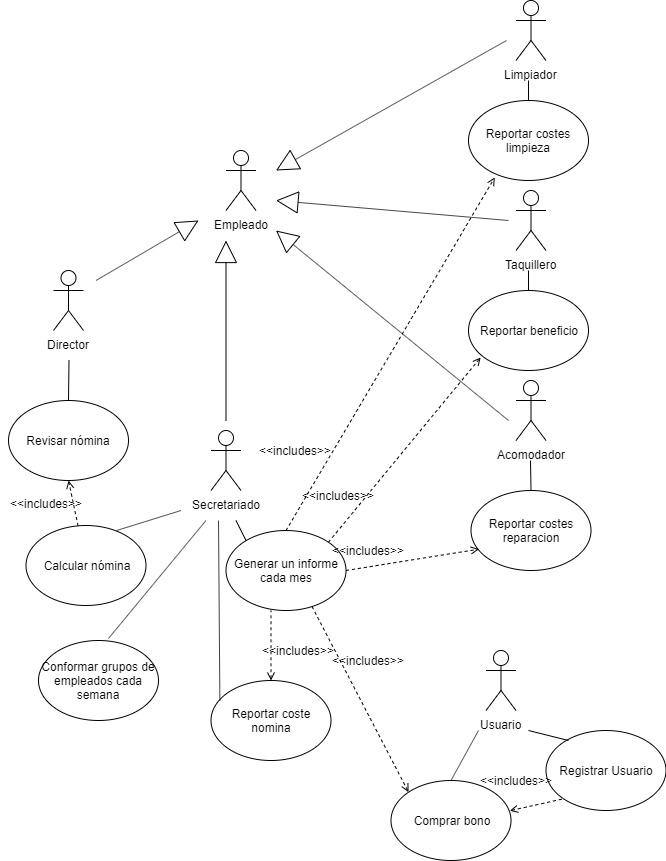 Limpiador
Reportar costes
limpieza
Empleado
Taquillero
Reportar beneficio
Director
Acomodador
Revisar nómina
<<includes>>
Secretariado
<<includes>>
<<includes>>
Reportar costes
reparacion
<<includes>>
Calcular nómina
Generar un informe
cada mes
Conformar grupos de
empleados cada
semana
<<includes>>
<<includes>>
Reportar coste
nomina
Usuario
Registrar Usuario
<<includes>>
Comprar bono